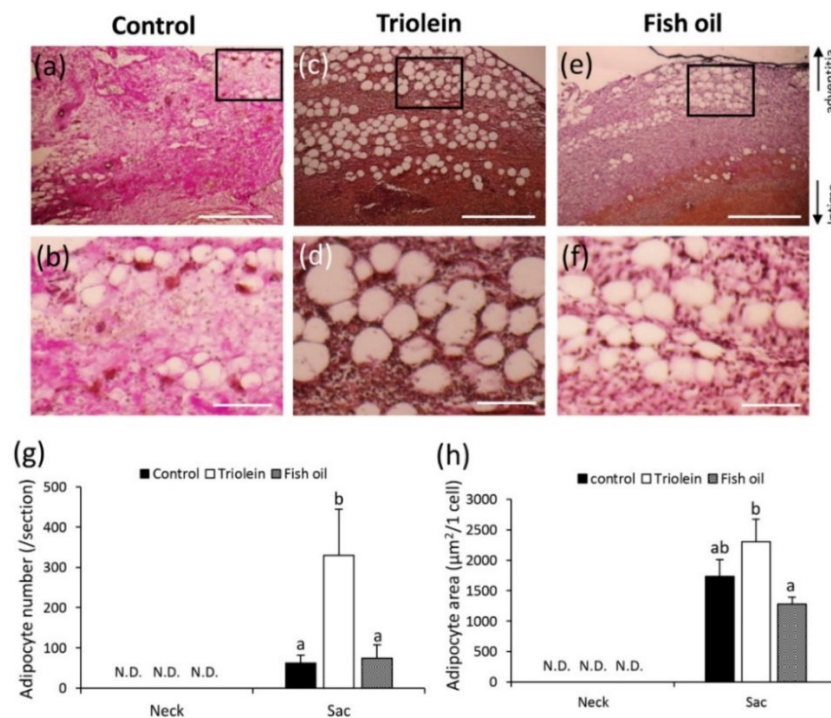 Control Triolein Fish oil
(a) (c) (e)
adventitia
(b) (d) (f)
(g)
Control Triolein Fish oil
Adipocyte number (/section)
500
400
300
200
100
0
N.D. N.D. N.D.
a b a
Neck Sac
(h)
control Triolein Fish oil
Adipocyte area (μm²/1 cell)
3000
2500
2000
1500
1000
500
0
N.D. N.D. N.D.
ab b a
Neck Sac